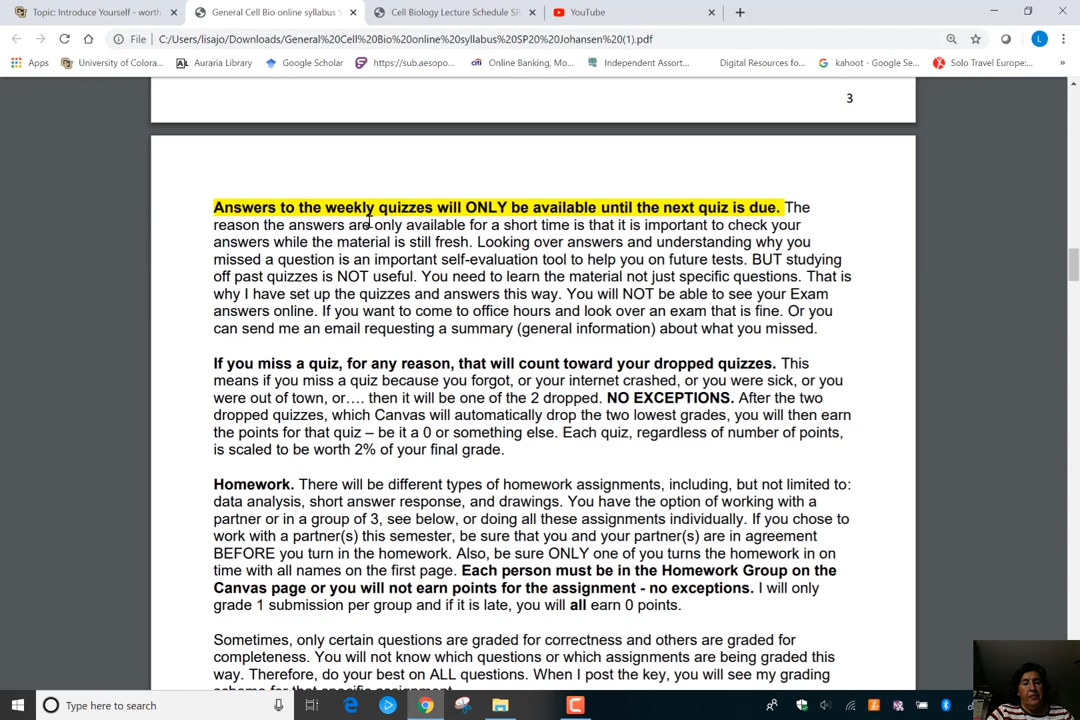 Topic: Introduce Yourself - worth
General Cell Bio online syllabus S
Cell Biology Lecture Schedule SP
YouTube
File
C:/Users/lisajo/Downloads/General%20Cell%20Bio%20online%20syllabus%20SP20%20Johansen%20(1).pdf
L
Apps
University of Colora...
Auraria Library
Google Scholar
https://sub.aesopo...
Online Banking, Mo...
Independent Assort...
Digital Resources fo...
kahoot - Google Se...
Solo Travel Europe:...
3
Answers to the weekly quizzes will ONLY be available until the next quiz is due. The
reason the answers are only available for a short time is that it is important to check your
answers while the material is still fresh. Looking over answers and understanding why you
missed a question is an important self-evaluation tool to help you on future tests. BUT studying
off past quizzes is NOT useful. You need to learn the material not just specific questions. That is
why I have set up the quizzes and answers this way. You will NOT be able to see your Exam
answers online. If you want to come to office hours and look over an exam that is fine. Or you
can send me an email requesting a summary (general information) about what you missed.
If you miss a quiz, for any reason, that will count toward your dropped quizzes. This
means if you miss a quiz because you forgot, or your internet crashed, or you were sick, or you
were out of town, or…. then it will be one of the 2 dropped. NO EXCEPTIONS. After the two
dropped quizzes, which Canvas will automatically drop the two lowest grades, you will then earn
the points for that quiz – be it a 0 or something else. Each quiz, regardless of number of points,
is scaled to be worth 2% of your final grade.
Homework. There will be different types of homework assignments, including, but not limited to:
data analysis, short answer response, and drawings. You have the option of working with a
partner or in a group of 3, see below, or doing all these assignments individually. If you chose to
work with a partner(s) this semester, be sure that you and your partner(s) are in agreement
BEFORE you turn in the homework. Also, be sure ONLY one of you turns the homework in on
time with all names on the first page. Each person must be in the Homework Group on the
Canvas page or you will not earn points for the assignment - no exceptions. I will only
grade 1 submission per group and if it is late, you will all earn 0 points.
Sometimes, only certain questions are graded for correctness and others are graded for
completeness. You will not know which questions or which assignments are being graded this
way. Therefore, do your best on ALL questions. When I post the key, you will see my grading
scheme for that specific assignment.
Type here to search